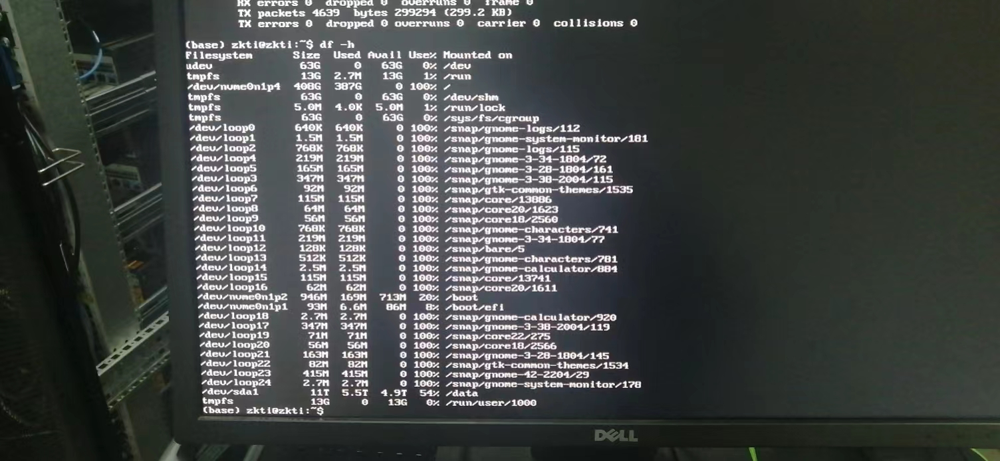 RX errors 0  dropped 0  overruns 0  frame 0
TX packets 4639  bytes 299294 (299.2 KB)
TX errors 0  dropped 0 overruns 0  carrier 0  collisions 0
(base) zkti@zkti:~$ df -h
Filesystem      Size  Used Avail Use% Mounted on
udev             63G     0   63G   0% /dev
tmpfs            13G  2.7M   13G   1% /run
/dev/nvme0n1p4  408G  387G     0 100% /
tmpfs            63G     0   63G   0% /dev/shm
tmpfs           5.0M  4.0K  5.0M   1% /run/lock
tmpfs            63G     0   63G   0% /sys/fs/cgroup
/dev/loop0      640K  640K     0 100% /snap/gnome-logs/112
/dev/loop1      1.5M  1.5M     0 100% /snap/gnome-system-monitor/181
/dev/loop2      768K  768K     0 100% /snap/gnome-logs/115
/dev/loop4      219M  219M     0 100% /snap/gnome-3-34-1804/72
/dev/loop5      165M  165M     0 100% /snap/gnome-3-28-1804/161
/dev/loop3      347M  347M     0 100% /snap/gnome-3-38-2004/115
/dev/loop6       92M   92M     0 100% /snap/gtk-common-themes/1535
/dev/loop7      115M  115M     0 100% /snap/core/13886
/dev/loop8       64M   64M     0 100% /snap/core20/1623
/dev/loop9       56M   56M     0 100% /snap/core18/2560
/dev/loop10     768K  768K     0 100% /snap/gnome-characters/741
/dev/loop11     219M  219M     0 100% /snap/gnome-3-34-1804/77
/dev/loop12     128K  128K     0 100% /snap/bare/5
/dev/loop13     512K  512K     0 100% /snap/gnome-characters/781
/dev/loop14     2.5M  2.5M     0 100% /snap/gnome-calculator/884
/dev/loop15     115M  115M     0 100% /snap/core/13741
/dev/loop16      62M   62M     0 100% /snap/core20/1611
/dev/nvme0n1p2  946M  169M  713M  20% /boot
/dev/nvme0n1p1   93M  6.6M   86M   8% /boot/efi
/dev/loop18     2.7M  2.7M     0 100% /snap/gnome-calculator/920
/dev/loop17     347M  347M     0 100% /snap/gnome-3-38-2004/119
/dev/loop19      71M   71M     0 100% /snap/core22/275
/dev/loop20      56M   56M     0 100% /snap/core18/2566
/dev/loop21     163M  163M     0 100% /snap/gnome-3-28-1804/145
/dev/loop22      82M   82M     0 100% /snap/gtk-common-themes/1534
/dev/loop23     415M  415M     0 100% /snap/gnome-42-2204/29
/dev/loop24     2.7M  2.7M     0 100% /snap/gnome-system-monitor/178
/dev/sda1        11T  5.5T  4.9T  54% /data
tmpfs            13G     0   13G   0% /run/user/1000
(base) zkti@zkti:~$
DELL